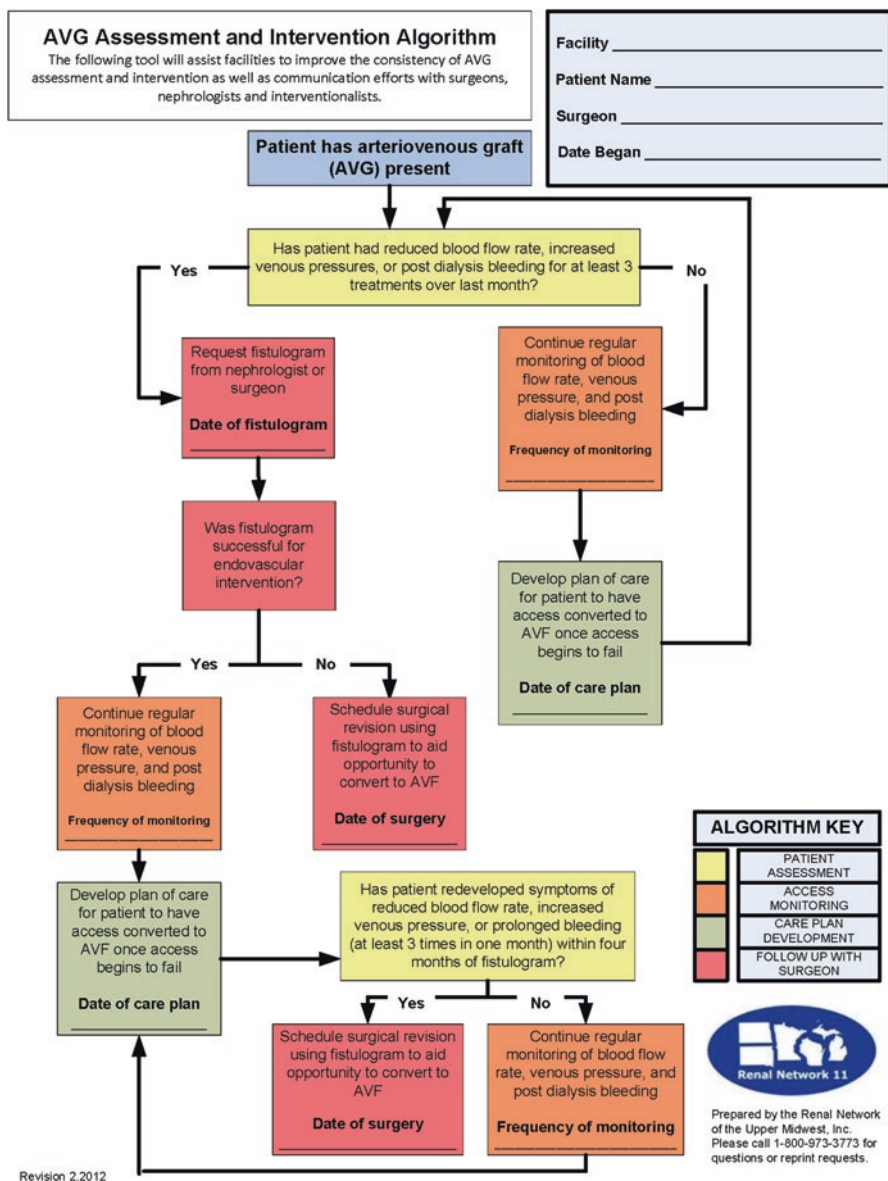 AVG Assessment and Intervention Algorithm
The following tool will assist facilities to improve the consistency of AVG
assessment and intervention as well as communication efforts with surgeons,
nephrologists and interventionalists.
Facility
Patient Name
Surgeon
Date Began
Patient has arteriovenous graft
(AVG) present
Has patient had reduced blood flow rate, increased
venous pressures, or post dialysis bleeding for at least 3
treatments over last month?
Yes
No
Request fistulogram
from nephrologist or
surgeon
Date of fistulogram
Continue regular
monitoring of blood
flow rate, venous
pressure, and post
dialysis bleeding
Frequency of monitoring
Was fistulogram
successful for
endovascular
intervention?
Develop plan of care
for patient to have
access converted to
AVF once access
begins to fail
Date of care plan
Yes
No
Continue regular
monitoring of blood
flow rate, venous
pressure, and post
dialysis bleeding
Frequency of monitoring
Schedule surgical
revision using
fistulogram to aid
opportunity to
convert to AVF
Date of surgery
Develop plan of care
for patient to have
access converted to
AVF once access
begins to fail
Date of care plan
Has patient redeveloped symptoms of
reduced blood flow rate, increased
venous pressure, or prolonged bleeding
(at least 3 times in one month) within four
months of fistulogram?
Yes
No
Schedule surgical revision
using fistulogram to aid
opportunity to convert to
AVF
Date of surgery
Continue regular
monitoring of blood flow
rate, venous pressure, and
post dialysis bleeding
Frequency of monitoring
ALGORITHM KEY
PATIENT
ASSESSMENT
ACCESS
MONITORING
CARE PLAN
DEVELOPMENT
FOLLOW UP WITH
SURGEON
Renal Network 11
Prepared by the Renal Network
of the Upper Midwest, Inc.
Please call 1-800-973-3773 for
questions or reprint requests.
Revision 2.2012